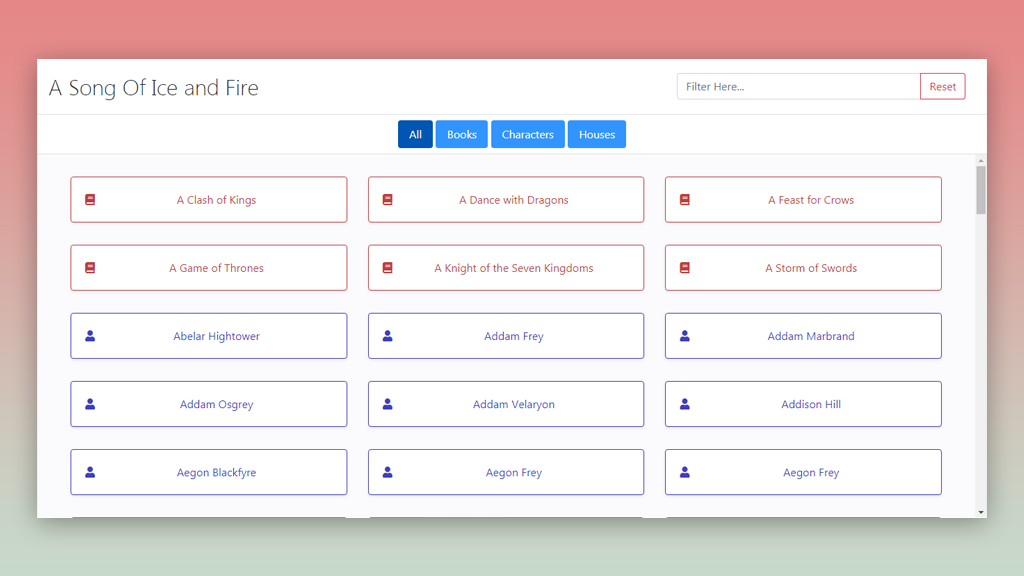 A Song Of Ice and Fire
Filter Here...
Reset
All
Books
Characters
Houses
A Clash of Kings
A Dance with Dragons
A Feast for Crows
A Game of Thrones
A Knight of the Seven Kingdoms
A Storm of Swords
Abelar Hightower
Addam Frey
Addam Marbrand
Addam Osgrey
Addam Velaryon
Addison Hill
Aegon Blackfyre
Aegon Frey
Aegon Frey